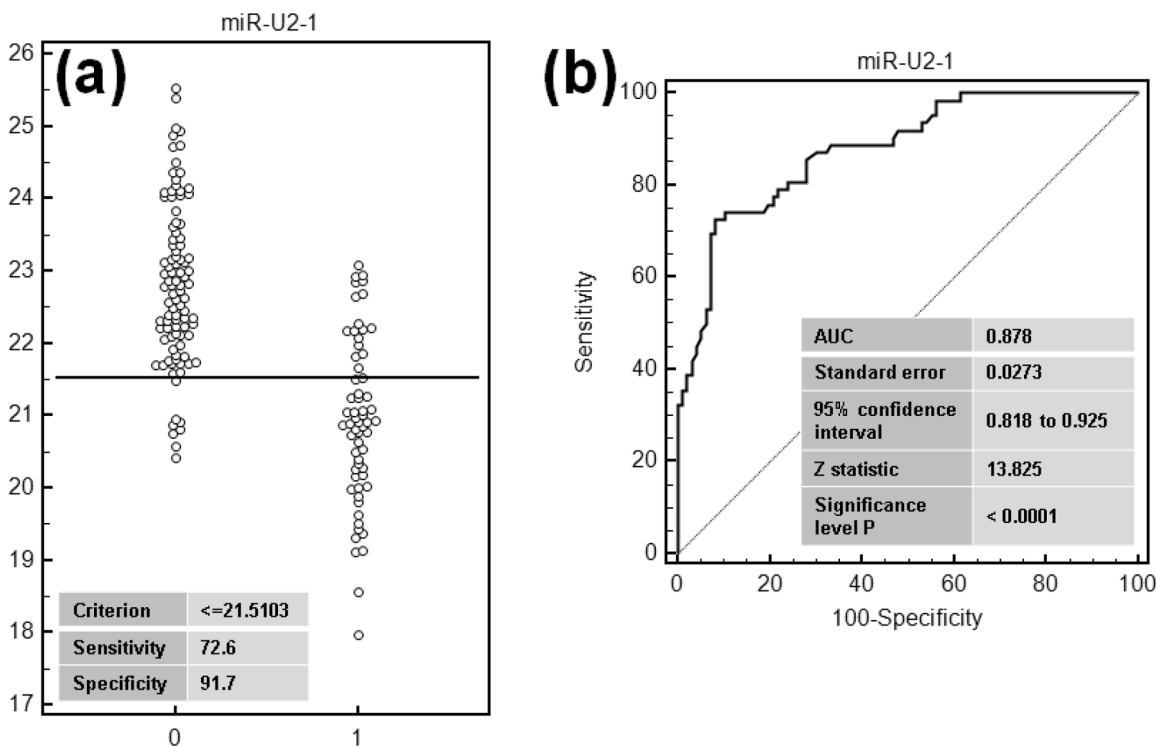 miR-U2-1
(a)
26
25
24
23
22
21
20
19
18
17
0 1
Criterion <=21.5103
Sensitivity 72.6
Specificity 91.7
miR-U2-1
(b)
Sensitivity
100
80
60
40
20
0
0 20 40 60 80 100
100-Specificity
AUC 0.878
Standard error 0.0273
95% confidence
interval 0.818 to 0.925
Z statistic 13.825
Significance
level P < 0.0001